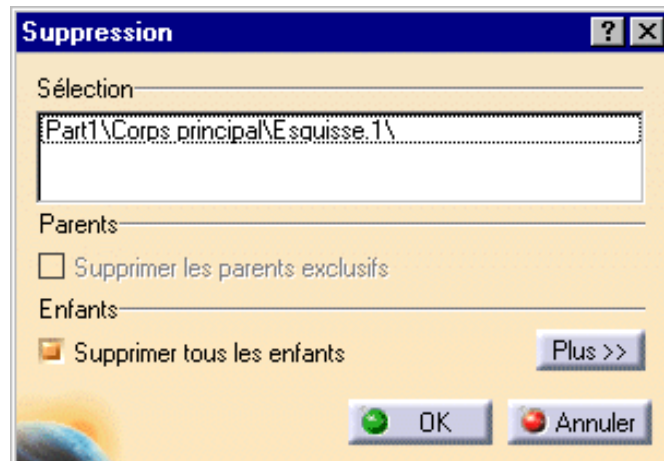 Suppression
Sélection
Part1\Corps principal\Esquisse.1\
Parents
Supprimer les parents exclusifs
Enfants
Supprimer tous les enfants
Plus >>
OK
Annuler